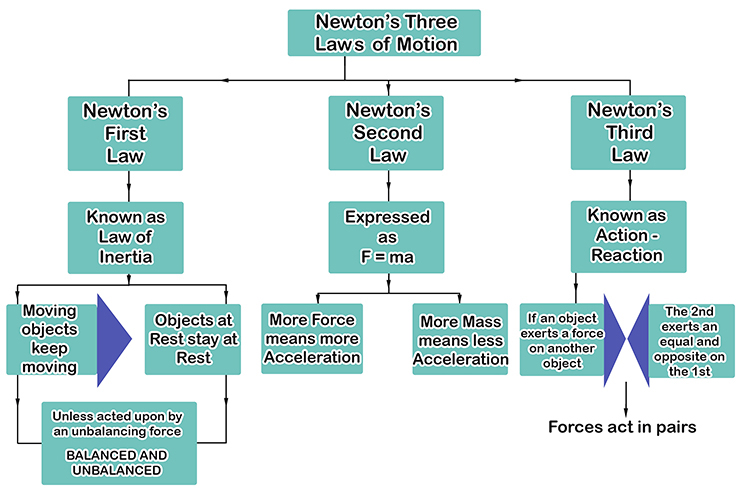 Newton's Three
Laws of Motion
Newton's
First
Law
Newton's
Second
Law
Newton's
Third
Law
Known as
Law of
Inertia
Expressed
as
F = ma
Known as
Action -
Reaction
Moving
objects
keep
moving
Objects at
Rest stay at
Rest
More Force
means more
Acceleration
More Mass
means less
Acceleration
If an object
exerts a force
on another
object
The 2nd
exerts an
equal and
opposite on
the 1st
Unless acted upon by
an unbalancing force
BALANCED AND
UNBALANCED
Forces act in pairs